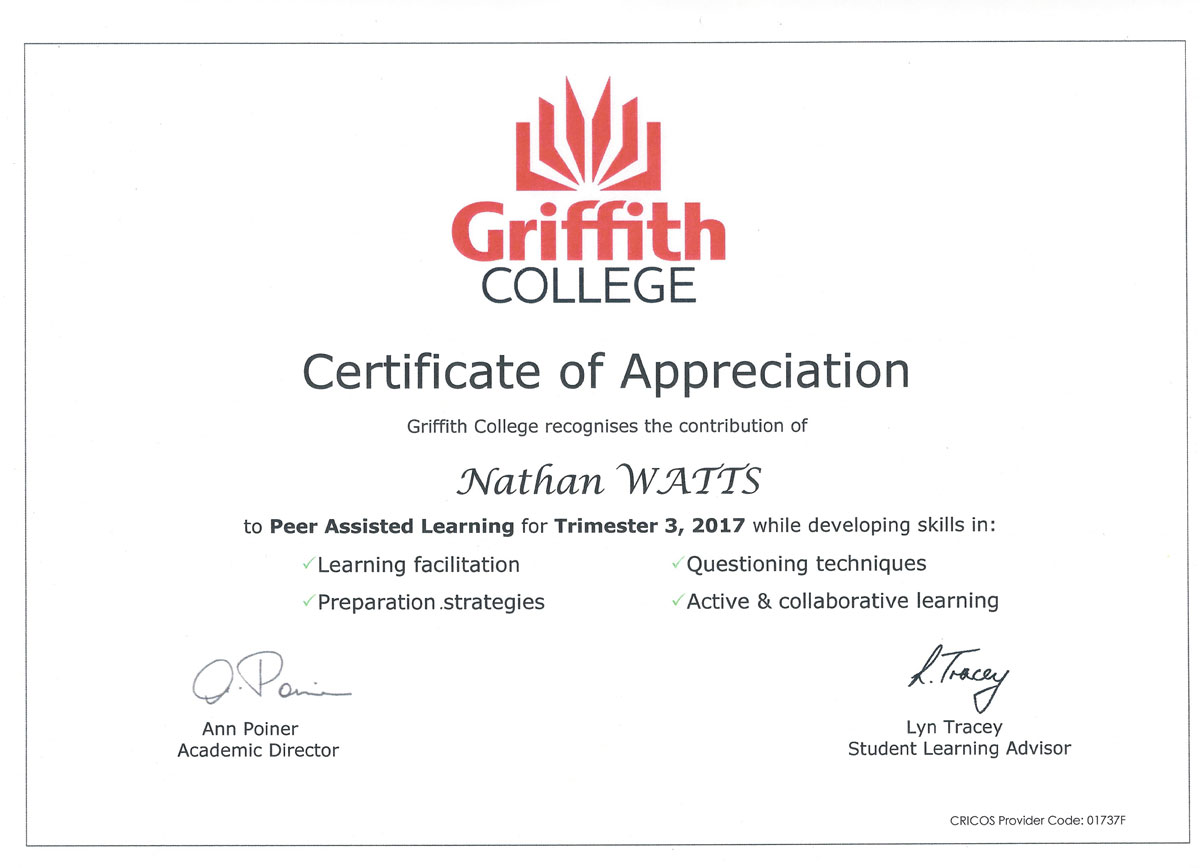 Griffith
COLLEGE
Certificate of Appreciation
Griffith College recognises the contribution of
Nathan WATTS
to Peer Assisted Learning for Trimester 3, 2017 while developing skills in:
✓Learning facilitation ✓Questioning techniques
✓Preparation strategies ✓Active & collaborative learning
A. Poiner L. Tracey
Ann Poiner Lyn Tracey
Academic Director Student Learning Advisor
CRICOS Provider Code: 01737F